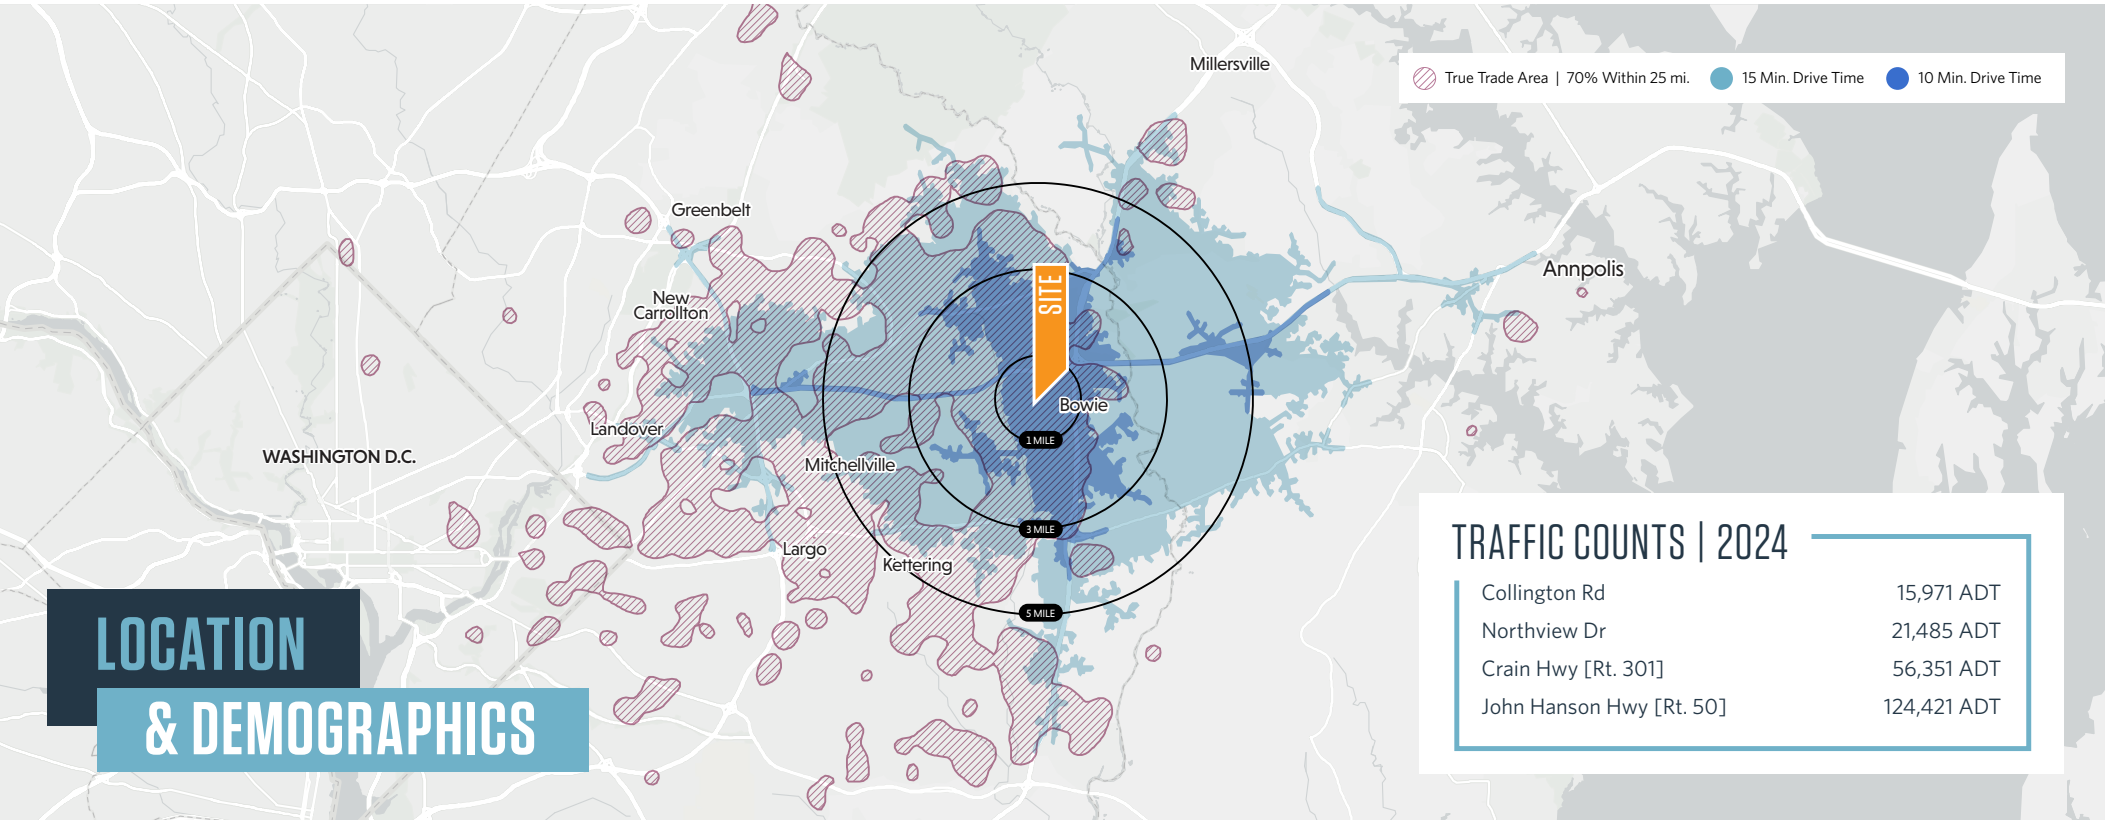 Millersville
True Trade Area | 70% Within 25 mi.
15 Min. Drive Time
10 Min. Drive Time
Greenbelt
Annpolis
SITE
New
Carrollton
Bowie
Landover
1 MILE
WASHINGTON D.C.
Mitchellville
3 MILE
Largo
Kettering
5 MILE
TRAFFIC COUNTS | 2024
Collington Rd 15,971 ADT
Northview Dr 21,485 ADT
Crain Hwy [Rt. 301] 56,351 ADT
John Hanson Hwy [Rt. 50] 124,421 ADT
LOCATION
& DEMOGRAPHICS